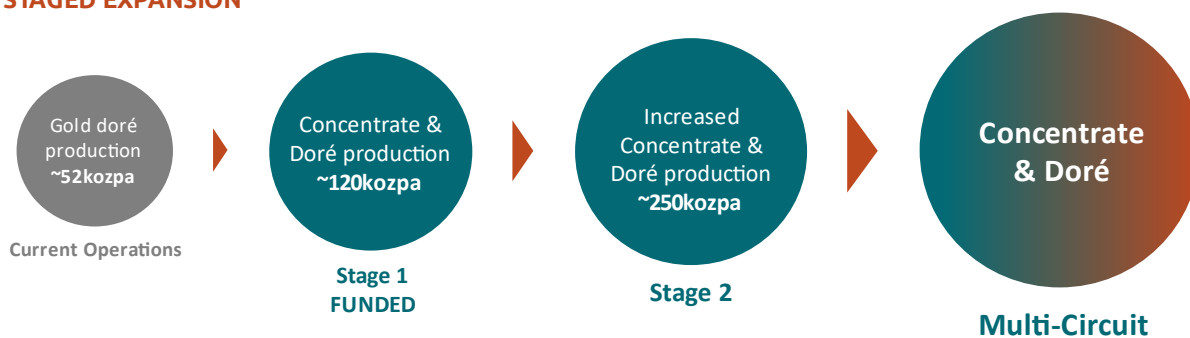 STAGED EXPANSION
Gold doré
production
~52kozpa
Current Operations
Concentrate &
Doré production
~120kozpa
Stage 1
FUNDED
Increased
Concentrate &
Doré production
~250kozpa
Stage 2
Concentrate
& Doré
Multi-Circuit